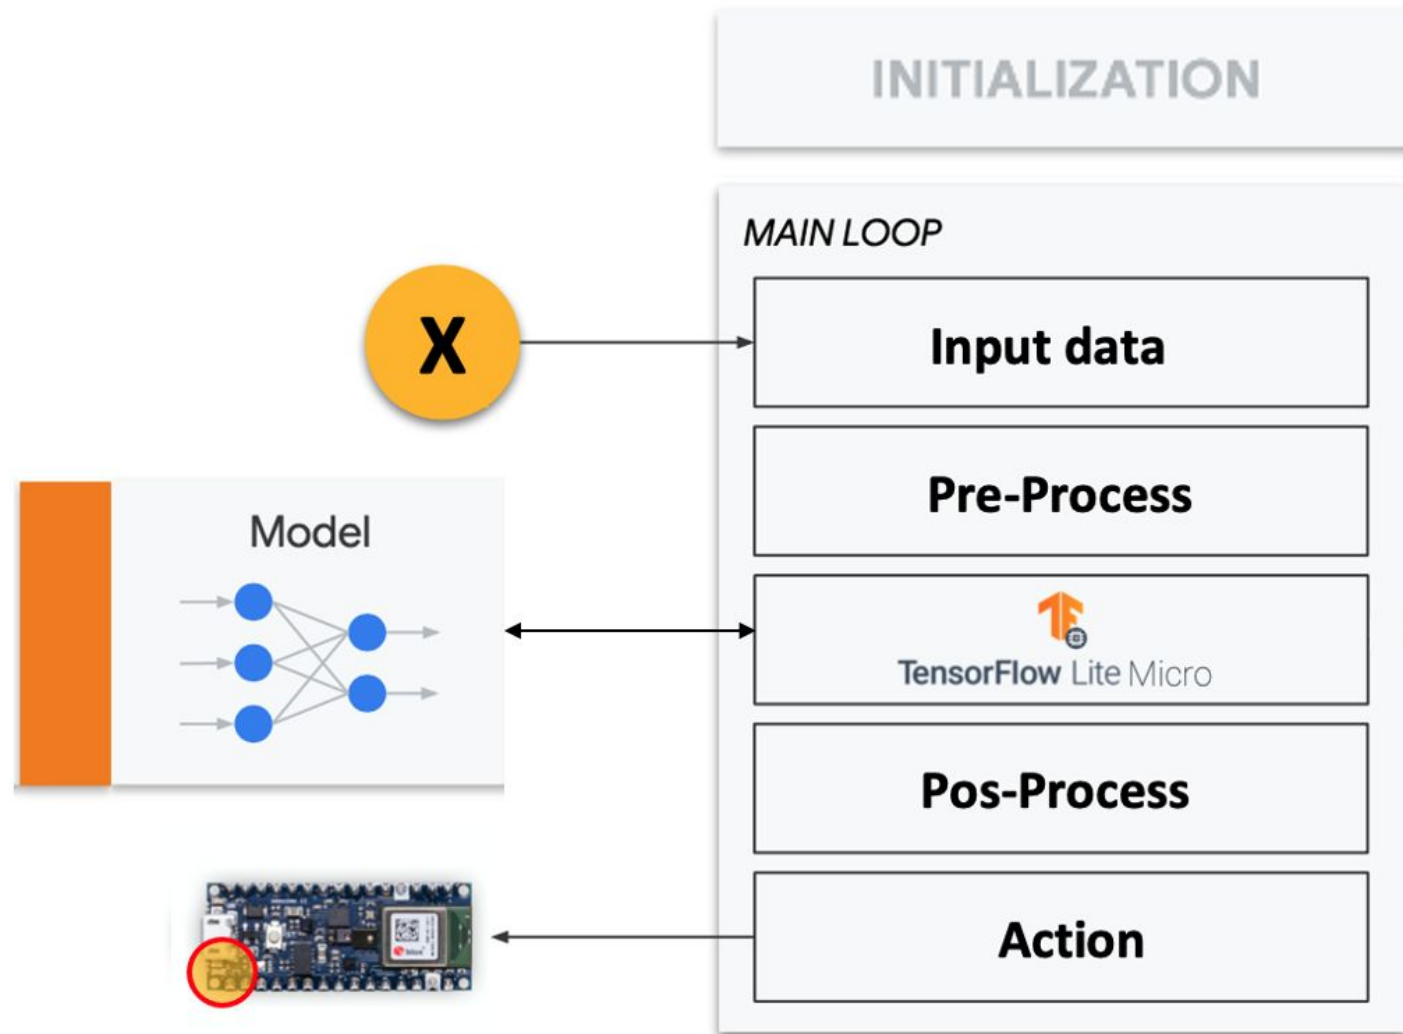 INITIALIZATION
MAIN LOOP
X
Input data
Pre-Process
Model
TensorFlow Lite Micro
Pos-Process
Action